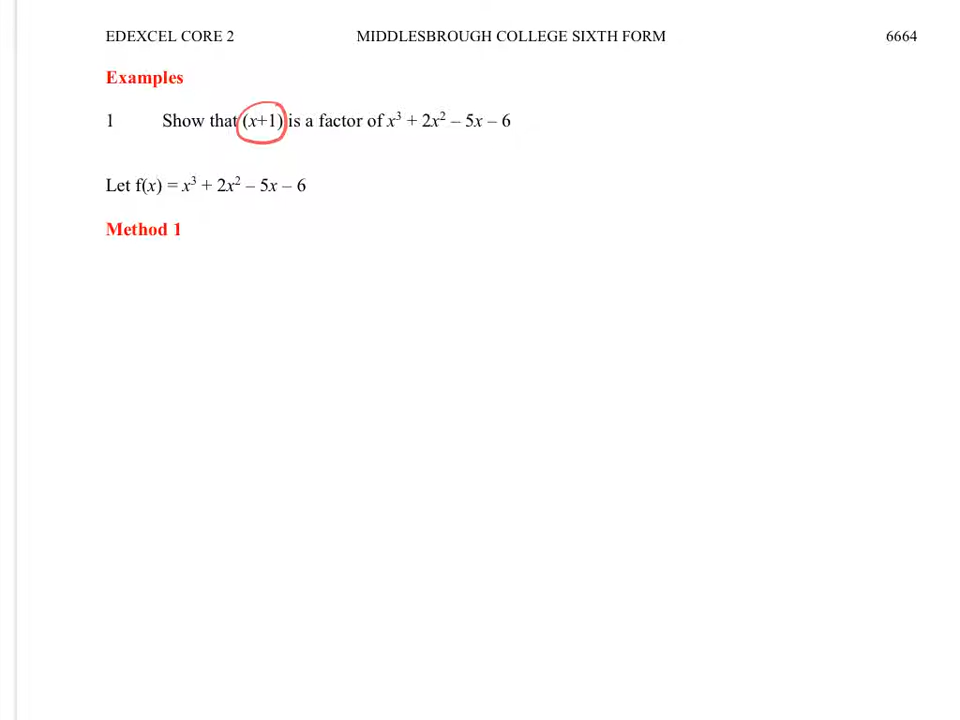 EDEXCEL CORE 2 MIDDLESBROUGH COLLEGE SIXTH FORM 6664
Examples
1 Show that (x+1) is a factor of x³ + 2x² – 5x – 6
Let f(x) = x³ + 2x² – 5x – 6
Method 1